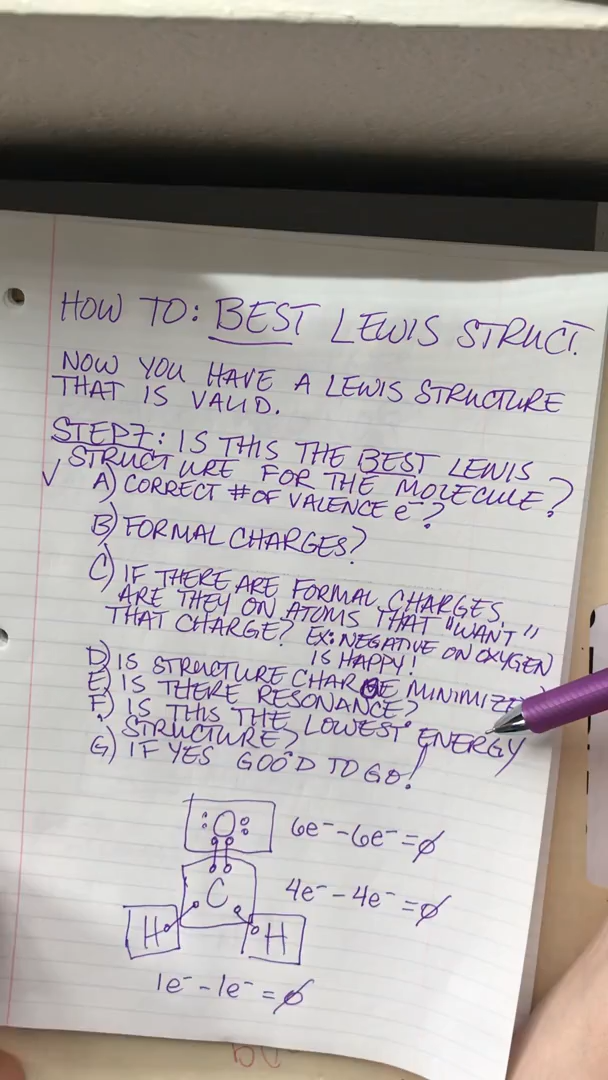 HOW TO: BEST LEWIS STRUCT.
NOW YOU HAVE A LEWIS STRUCTURE
THAT IS VALID.
STEP 7: IS THIS THE BEST LEWIS
STRUCTURE FOR THE MOLECULE?
✓ A) CORRECT # OF VALENCE e⁻?
B) FORMAL CHARGES?
C) IF THERE ARE FORMAL CHARGES,
ARE THEY ON ATOMS THAT "WANT"
THAT CHARGE? EX: NEGATIVE ON OXYGEN
IS HAPPY!
D) IS STRUCTURE CHARGE
E) IS THERE RESONANCE?
F) IS THIS THE LOWEST ENERGY
STRUCTURE?
G) IF YES GOOD TO GO!
:O: 6e⁻ - 6e⁻ = ∅
C 4e⁻ - 4e⁻ = ∅
H H
1e⁻ - 1e⁻ = ∅